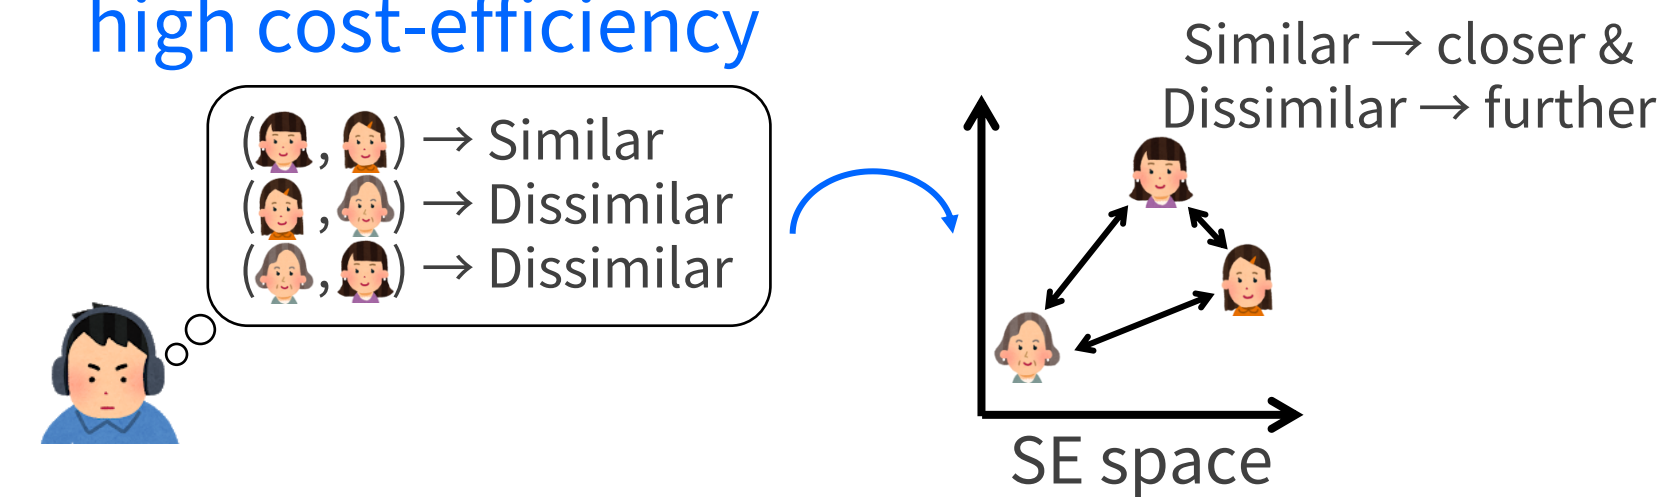 high cost-efficiency
( , ) → Similar
( , ) → Dissimilar
( , ) → Dissimilar
Similar → closer &
Dissimilar → further
SE space